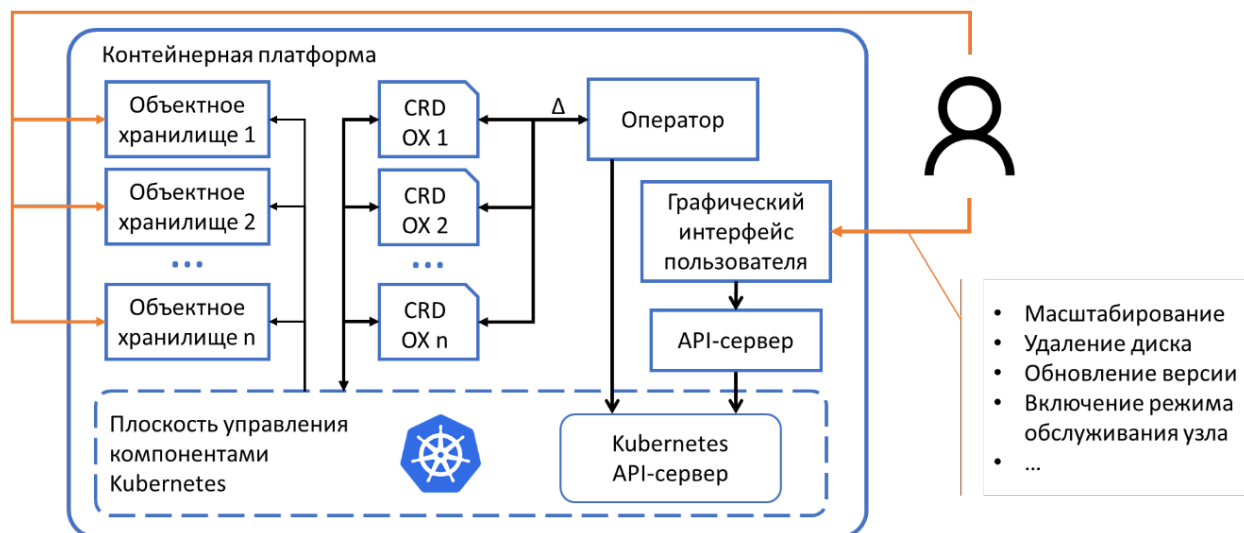 Контейнерная платформа
Объектное
хранилище 1
CRD
ОХ 1
Δ
Оператор
Объектное
хранилище 2
CRD
ОХ 2
Графический
интерфейс
пользователя
...
...
Объектное
хранилище n
CRD
ОХ n
API-сервер
• Масштабирование
• Удаление диска
• Обновление версии
• Включение режима
обслуживания узла
• ...
Плоскость управления
компонентами
Kubernetes
Kubernetes
API-сервер